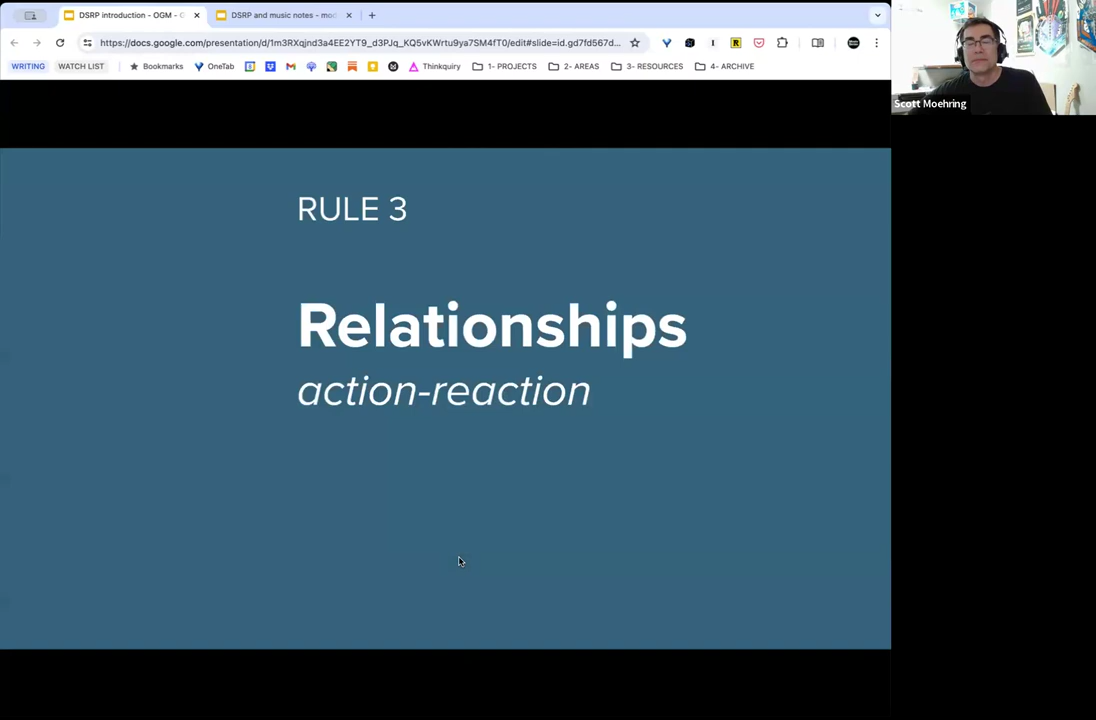 DSRP introduction - OGM - G
DSRP and music notes - mod
https://docs.google.com/presentation/d/1m3RXqjnd3a4EE2YT9_d3PJq_KQ5vKWrtu9ya7SM4fT0/edit#slide=id.gd7fd567d...
WRITING
WATCH LIST
Bookmarks
OneTab
Thinkquiry
1- PROJECTS
2- AREAS
3- RESOURCES
4- ARCHIVE
Scott Moehring
RULE 3
Relationships
action-reaction